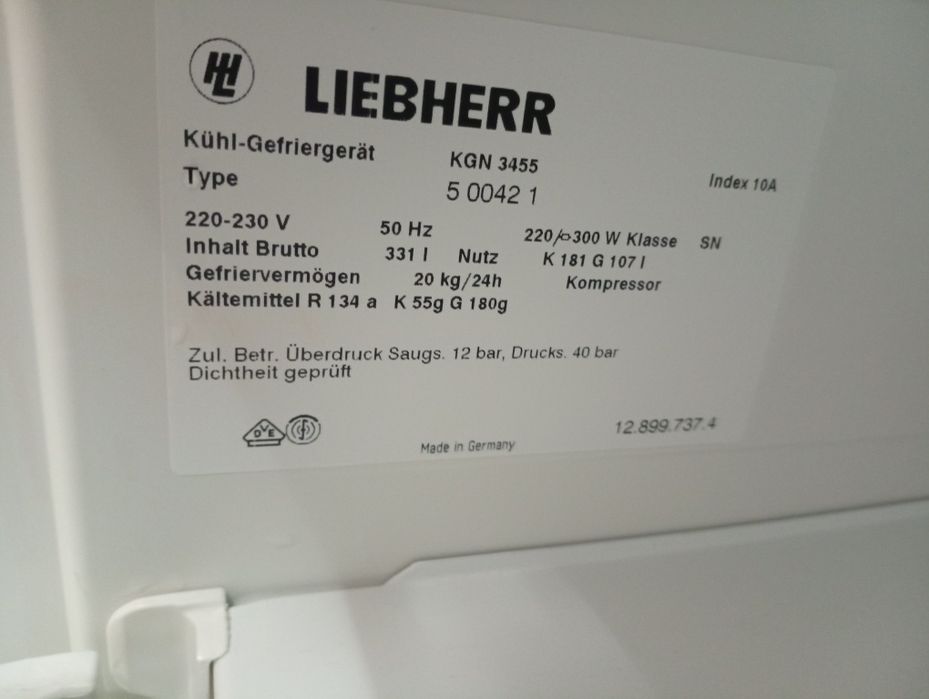 HL LIEBHERR
Kühl-Gefriergerät KGN 3455
Type 5 0042 1 Index 10A
220-230 V 50 Hz 220/⌭300 W Klasse SN
Inhalt Brutto 331 l Nutz K 181 G 107 l
Gefriervermögen 20 kg/24h Kompressor
Kältemittel R 134 a K 55g G 180g
Zul. Betr. Überdruck Saugs. 12 bar, Drucks. 40 bar
Dichtheit geprüft
DVE
Made in Germany 12.899.737.4